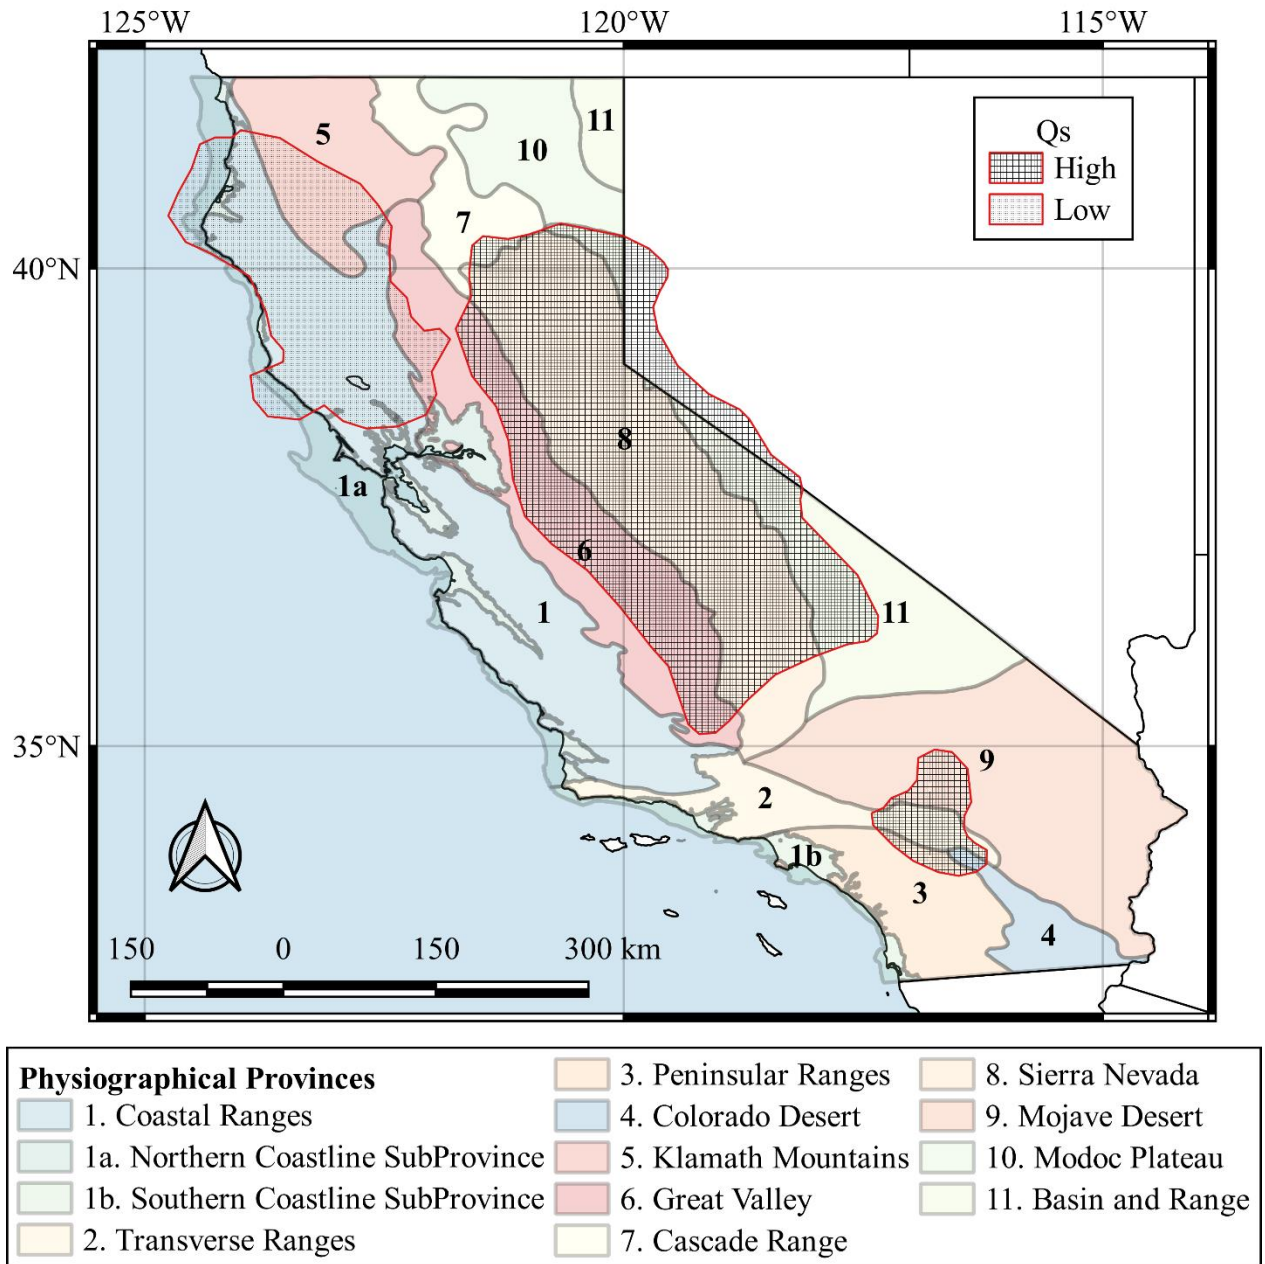 125°W 120°W 115°W
11
5
10
Qs
High
Low
7
40°N
8
1a
6
1
11
35°N
9
2
1b
3
4
150 0 150 300 km
Physiographical Provinces
1. Coastal Ranges
1a. Northern Coastline SubProvince
1b. Southern Coastline SubProvince
2. Transverse Ranges
3. Peninsular Ranges
4. Colorado Desert
5. Klamath Mountains
6. Great Valley
7. Cascade Range
8. Sierra Nevada
9. Mojave Desert
10. Modoc Plateau
11. Basin and Range